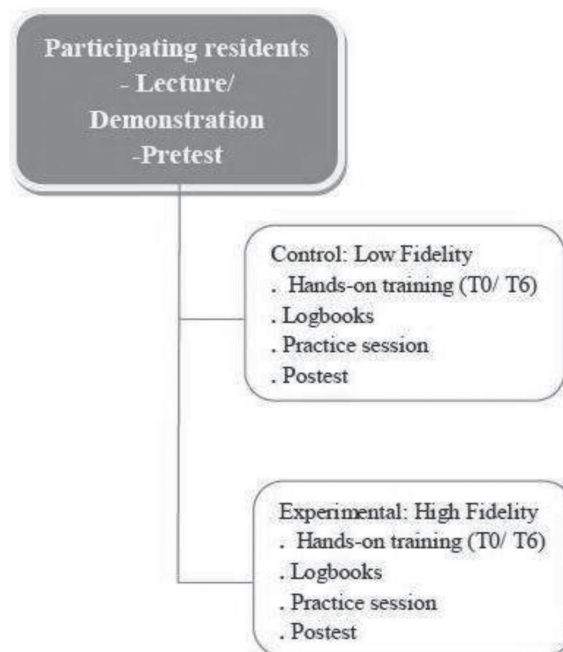 Participating residents
- Lecture/
Demonstration
-Pretest
Control: Low Fidelity
. Hands-on training (T0/ T6)
. Logbooks
. Practice session
. Postest
Experimental: High Fidelity
. Hands-on training (T0/ T6)
. Logbooks
. Practice session
. Postest